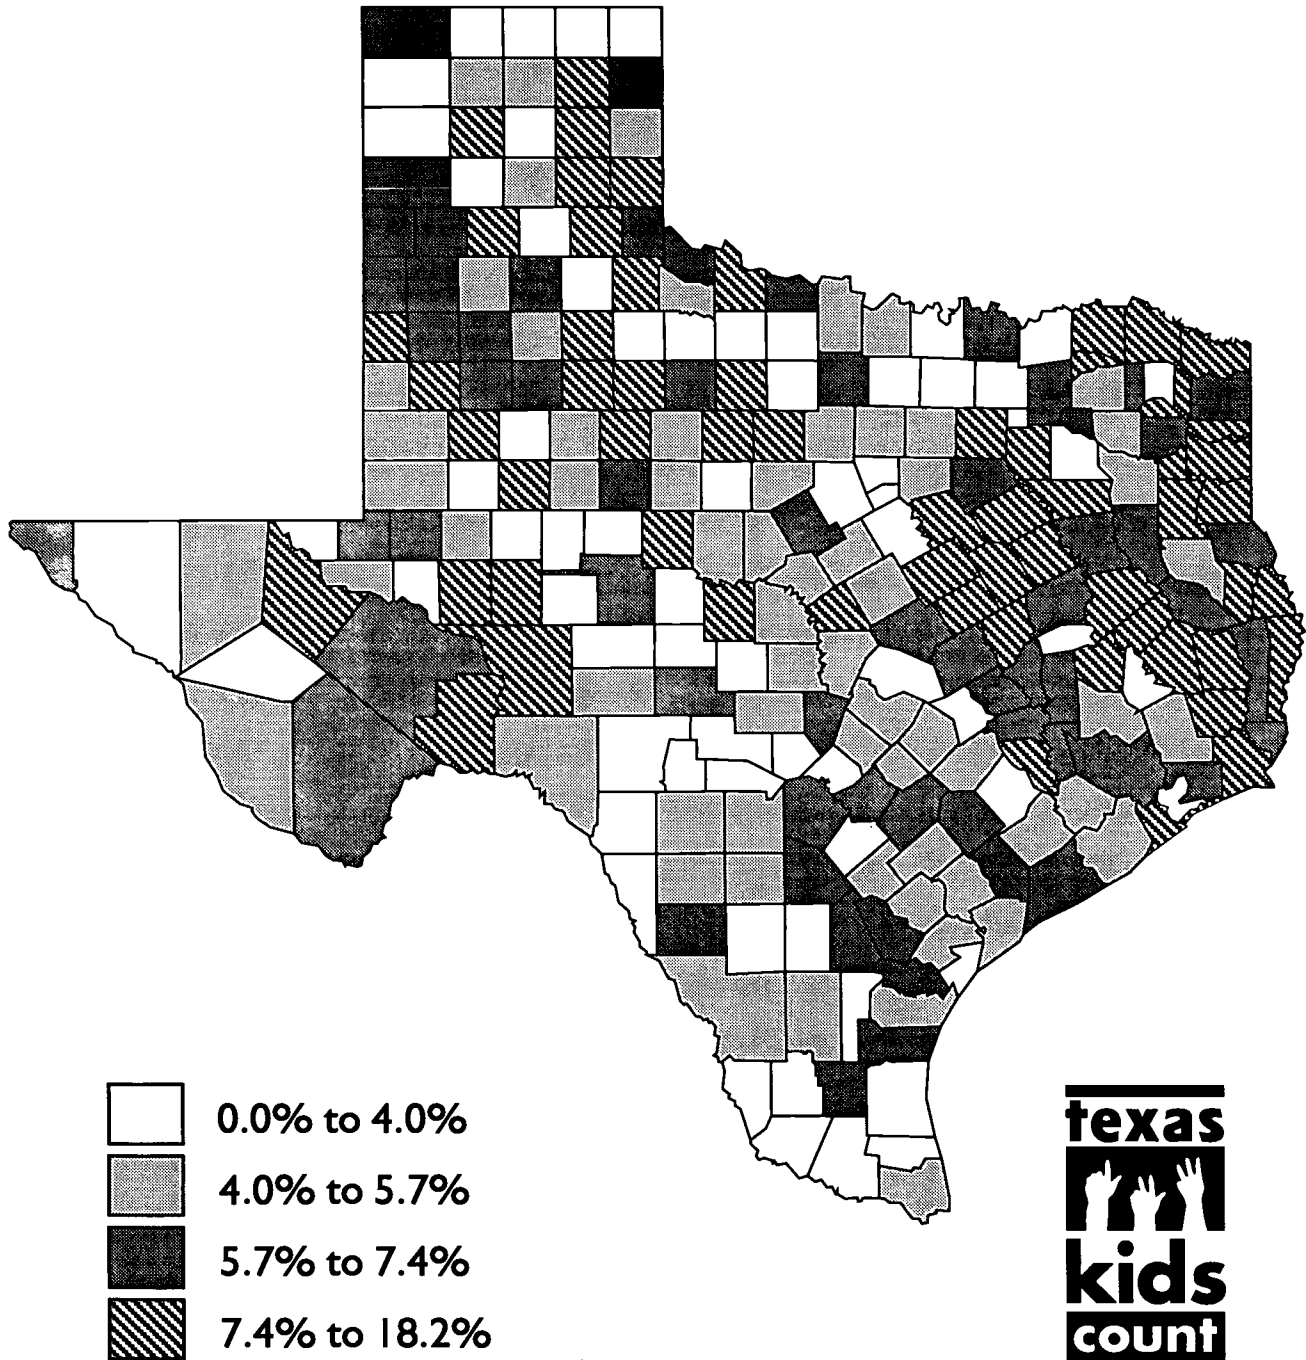 0.0% to 4.0%
4.0% to 5.7%
5.7% to 7.4%
7.4% to 18.2%
texas
kids
count